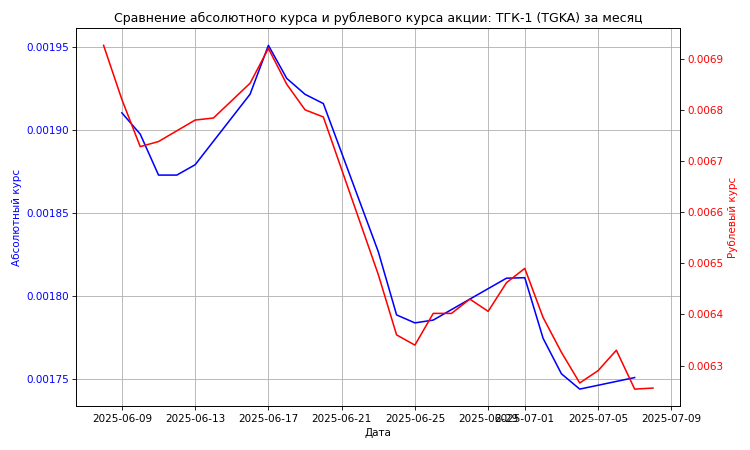 Сравнение абсолютного курса и рублевого курса акции: ТГК-1 (TGKA) за месяц
0.00195
0.00190
0.00185
0.00180
0.00175
Абсолютный курс
0.0069
0.0068
0.0067
0.0066
0.0065
0.0064
0.0063
Рублевый курс
2025-06-09 2025-06-13 2025-06-17 2025-06-21 2025-06-25 2025-06-29 2025-07-01 2025-07-05 2025-07-09
Дата